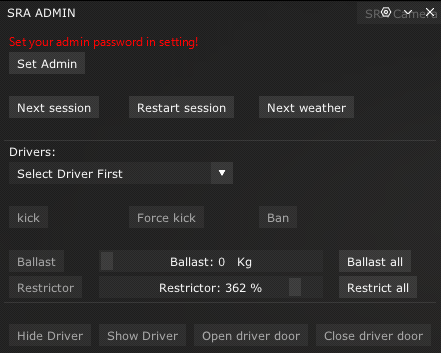 SRA ADMIN
SRA Camera
Set your admin password in setting!
Set Admin
Next session Restart session Next weather
Drivers:
Select Driver First
kick Force kick Ban
Ballast Ballast: 0 Kg Ballast all
Restrictor Restrictor: 362 % Restrict all
Hide Driver Show Driver Open driver door Close driver door